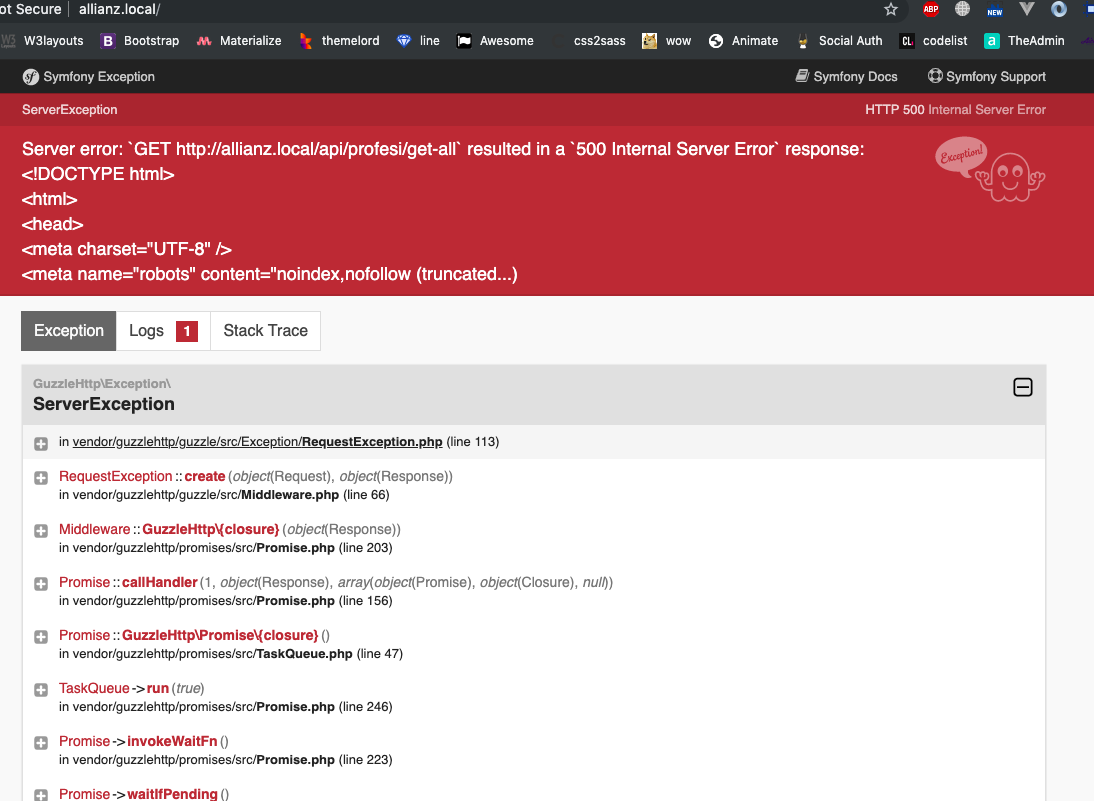 ot Secure allianz.local/ ABP NEW
W3 W3layouts B Bootstrap Materialize themelord line Awesome css2sass wow Animate Social Auth CL codelist a TheAdmin
sf Symfony Exception Symfony Docs Symfony Support
ServerException HTTP 500 Internal Server Error
Server error: `GET http://allianz.local/api/profesi/get-all` resulted in a `500 Internal Server Error` response:
Exception!
<!DOCTYPE html>
<html>
<head>
<meta charset="UTF-8" />
<meta name="robots" content="noindex,nofollow (truncated...)
Exception Logs 1 Stack Trace
GuzzleHttp\Exception\
ServerException
in vendor/guzzlehttp/guzzle/src/Exception/RequestException.php (line 113)
RequestException::create(object(Request), object(Response))
in vendor/guzzlehttp/guzzle/src/Middleware.php (line 66)
Middleware::GuzzleHttp\{closure}(object(Response))
in vendor/guzzlehttp/promises/src/Promise.php (line 203)
Promise::callHandler(1, object(Response), array(object(Promise), object(Closure), null))
in vendor/guzzlehttp/promises/src/Promise.php (line 156)
Promise::GuzzleHttp\Promise\{closure}()
in vendor/guzzlehttp/promises/src/TaskQueue.php (line 47)
TaskQueue->run(true)
in vendor/guzzlehttp/promises/src/Promise.php (line 246)
Promise->invokeWaitFn()
in vendor/guzzlehttp/promises/src/Promise.php (line 223)
Promise->waitIfPending()